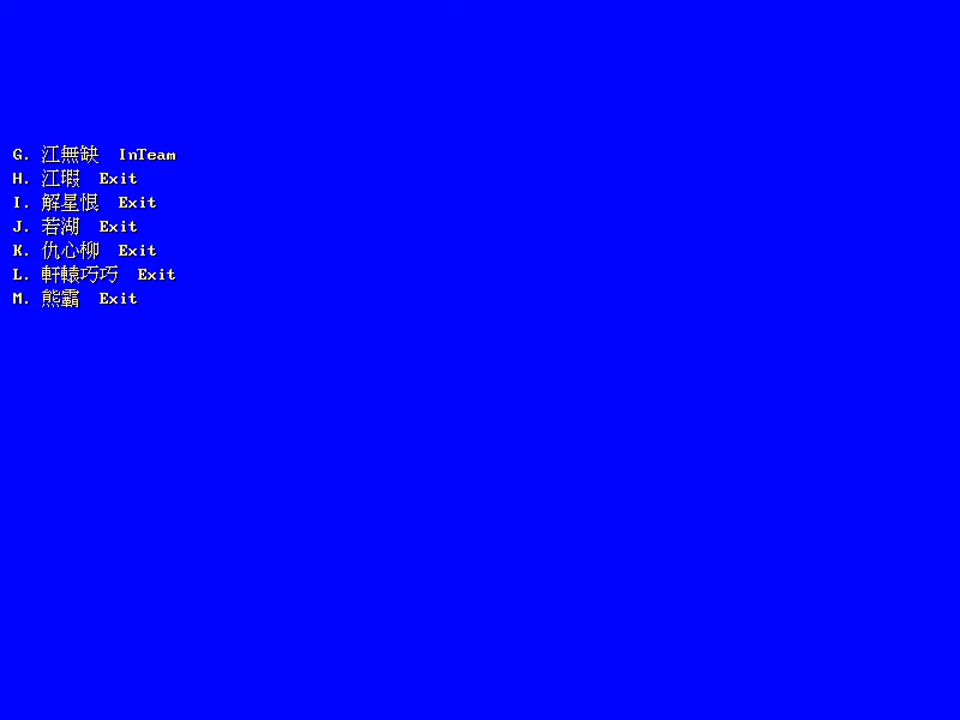 G. 江無缺 InTeam
H. 江瑕 Exit
I. 解星恨 Exit
J. 若湖 Exit
K. 仇心柳 Exit
L. 軒轅巧巧 Exit
M. 熊霸 Exit